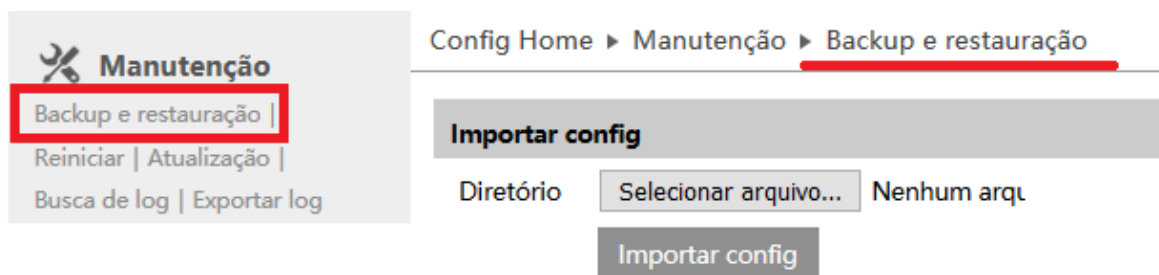 Manutenção
Backup e restauração |
Reiniciar | Atualização |
Busca de log | Exportar log
Config Home ▸ Manutenção ▸ Backup e restauração
Importar config
Diretório Selecionar arquivo... Nenhum arqu
Importar config